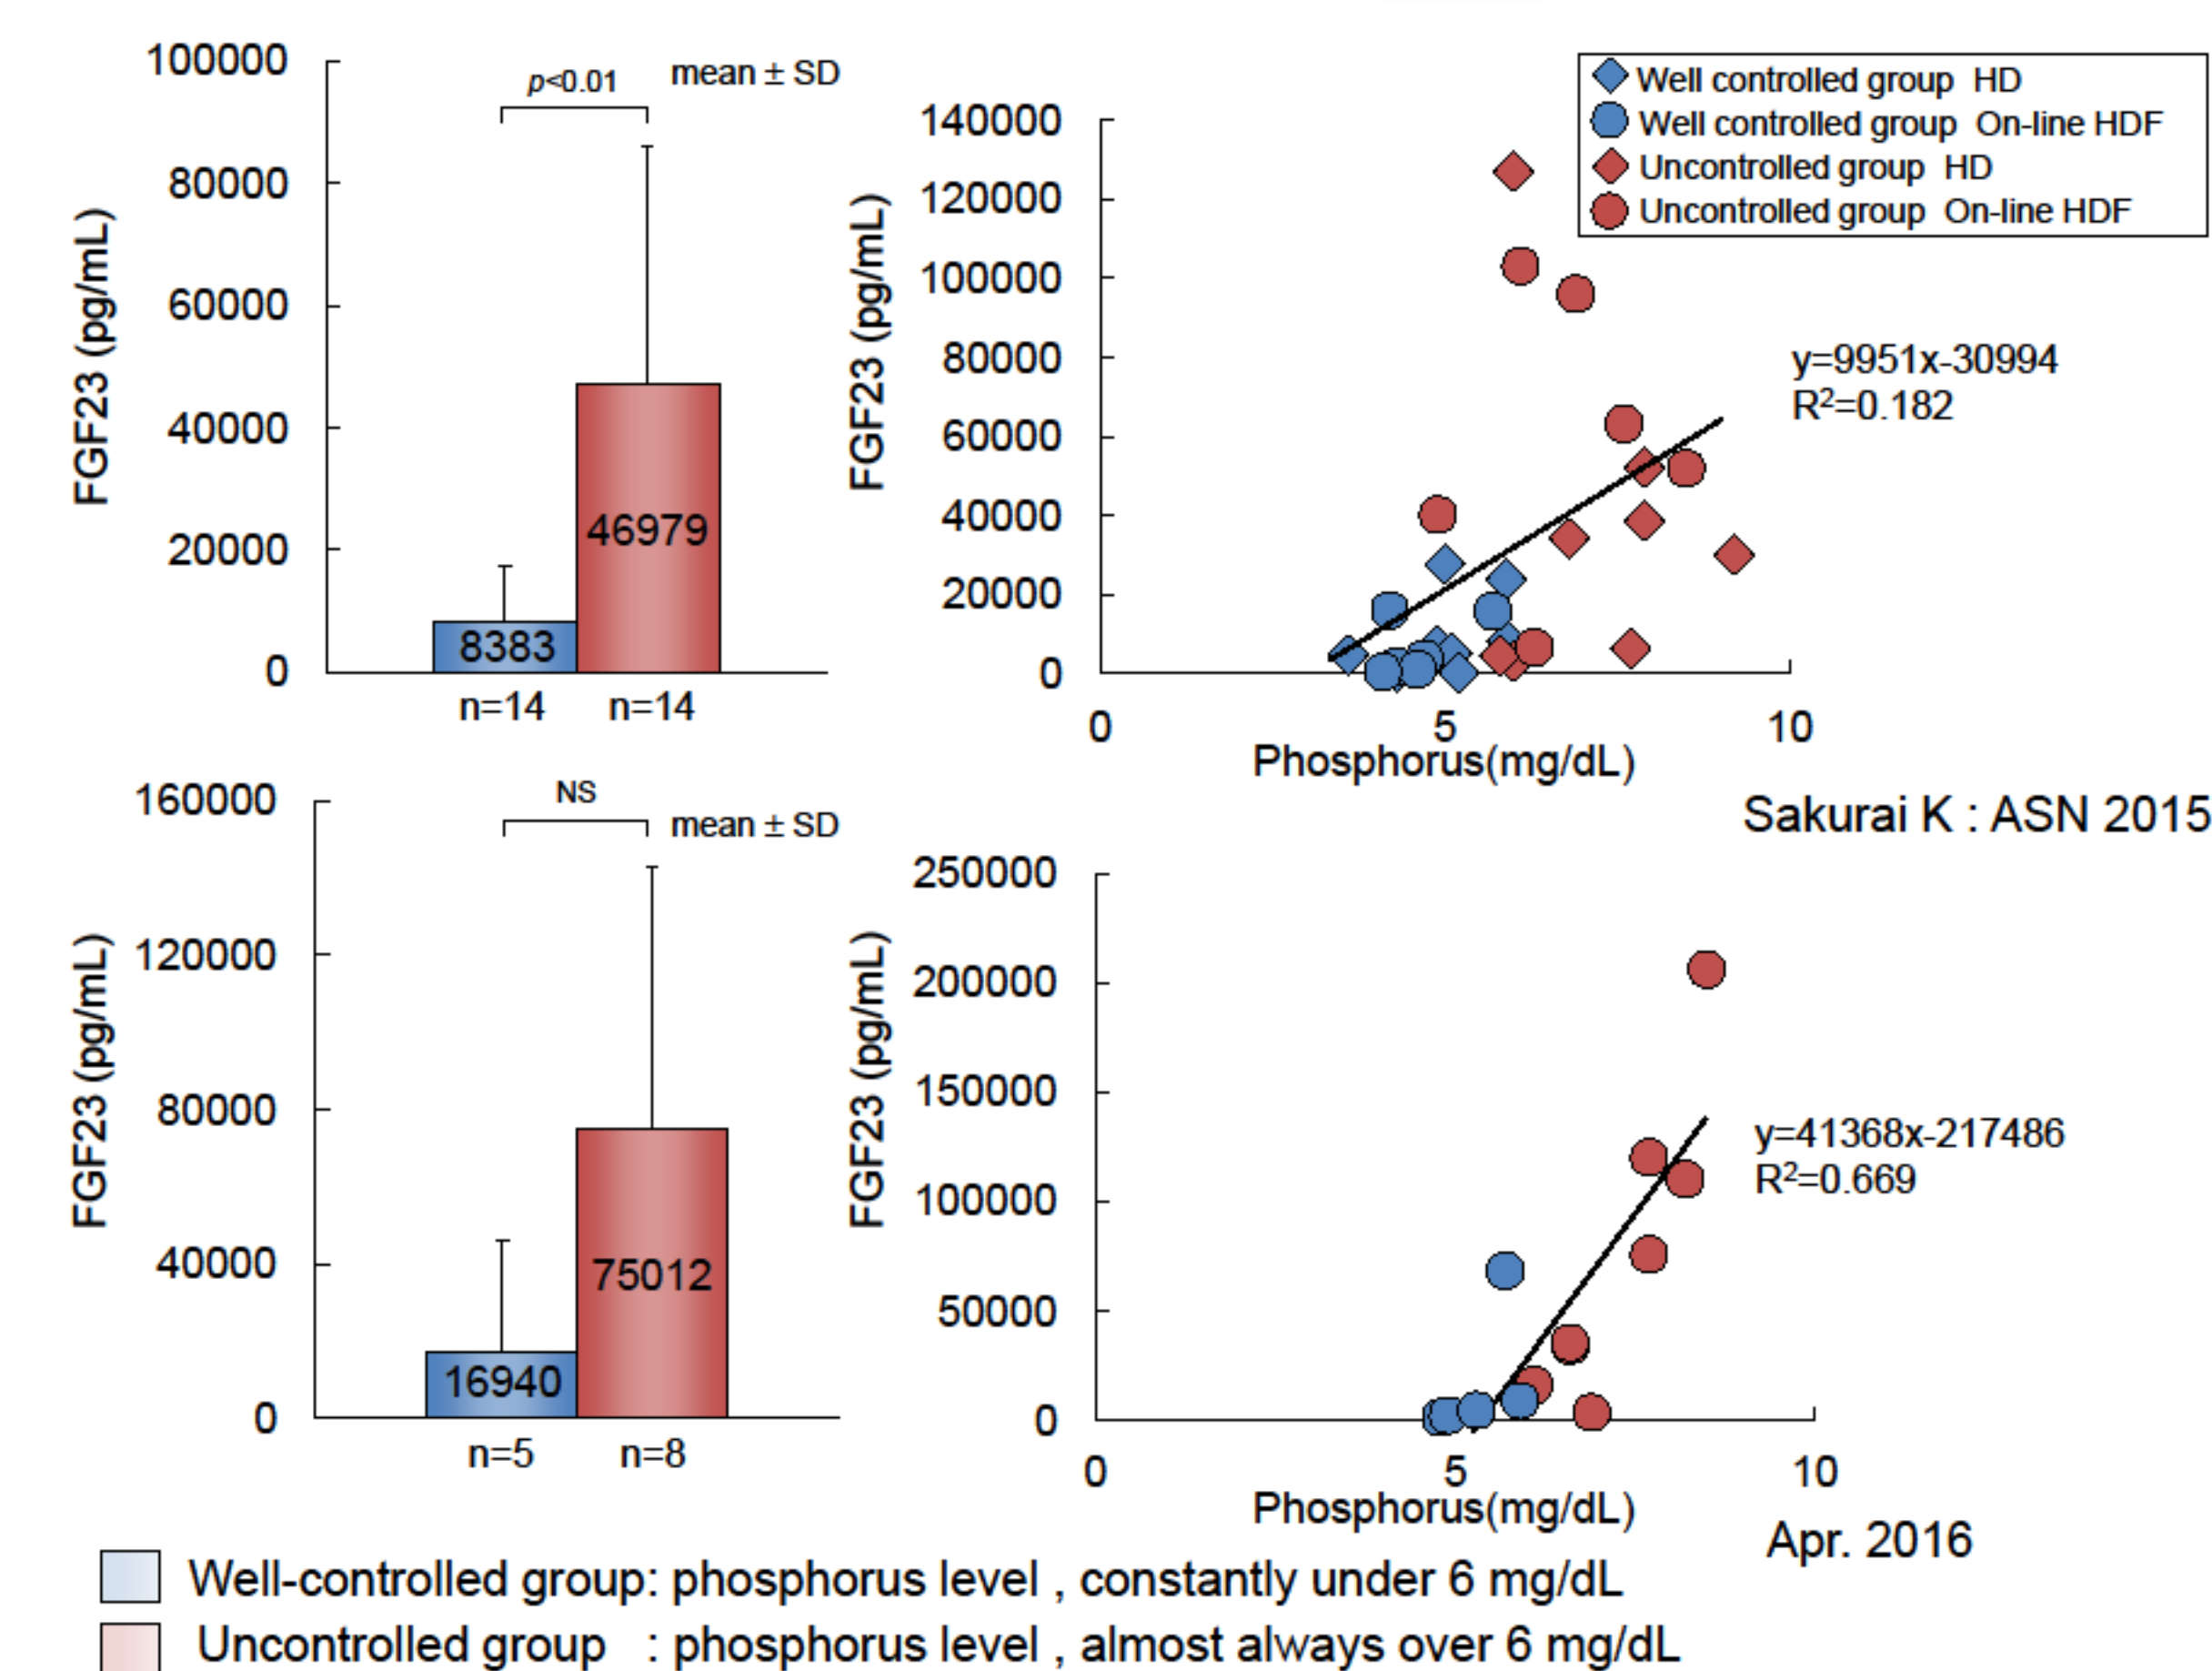 100000
80000
60000
40000
20000
0
FGF23 (pg/mL)
p<0.01
mean ± SD
8383
46979
n=14
n=14
140000
120000
100000
80000
60000
40000
20000
0
FGF23 (pg/mL)
Well controlled group HD
Well controlled group On-line HDF
Uncontrolled group HD
Uncontrolled group On-line HDF
y=9951x-30994
R²=0.182
0
5
10
Phosphorus(mg/dL)
Sakurai K : ASN 2015
160000
120000
80000
40000
0
FGF23 (pg/mL)
NS
mean ± SD
16940
75012
n=5
n=8
250000
200000
150000
100000
50000
0
FGF23 (pg/mL)
y=41368x-217486
R²=0.669
0
5
10
Phosphorus(mg/dL)
Apr. 2016
Well-controlled group: phosphorus level , constantly under 6 mg/dL
Uncontrolled group : phosphorus level , almost always over 6 mg/dL